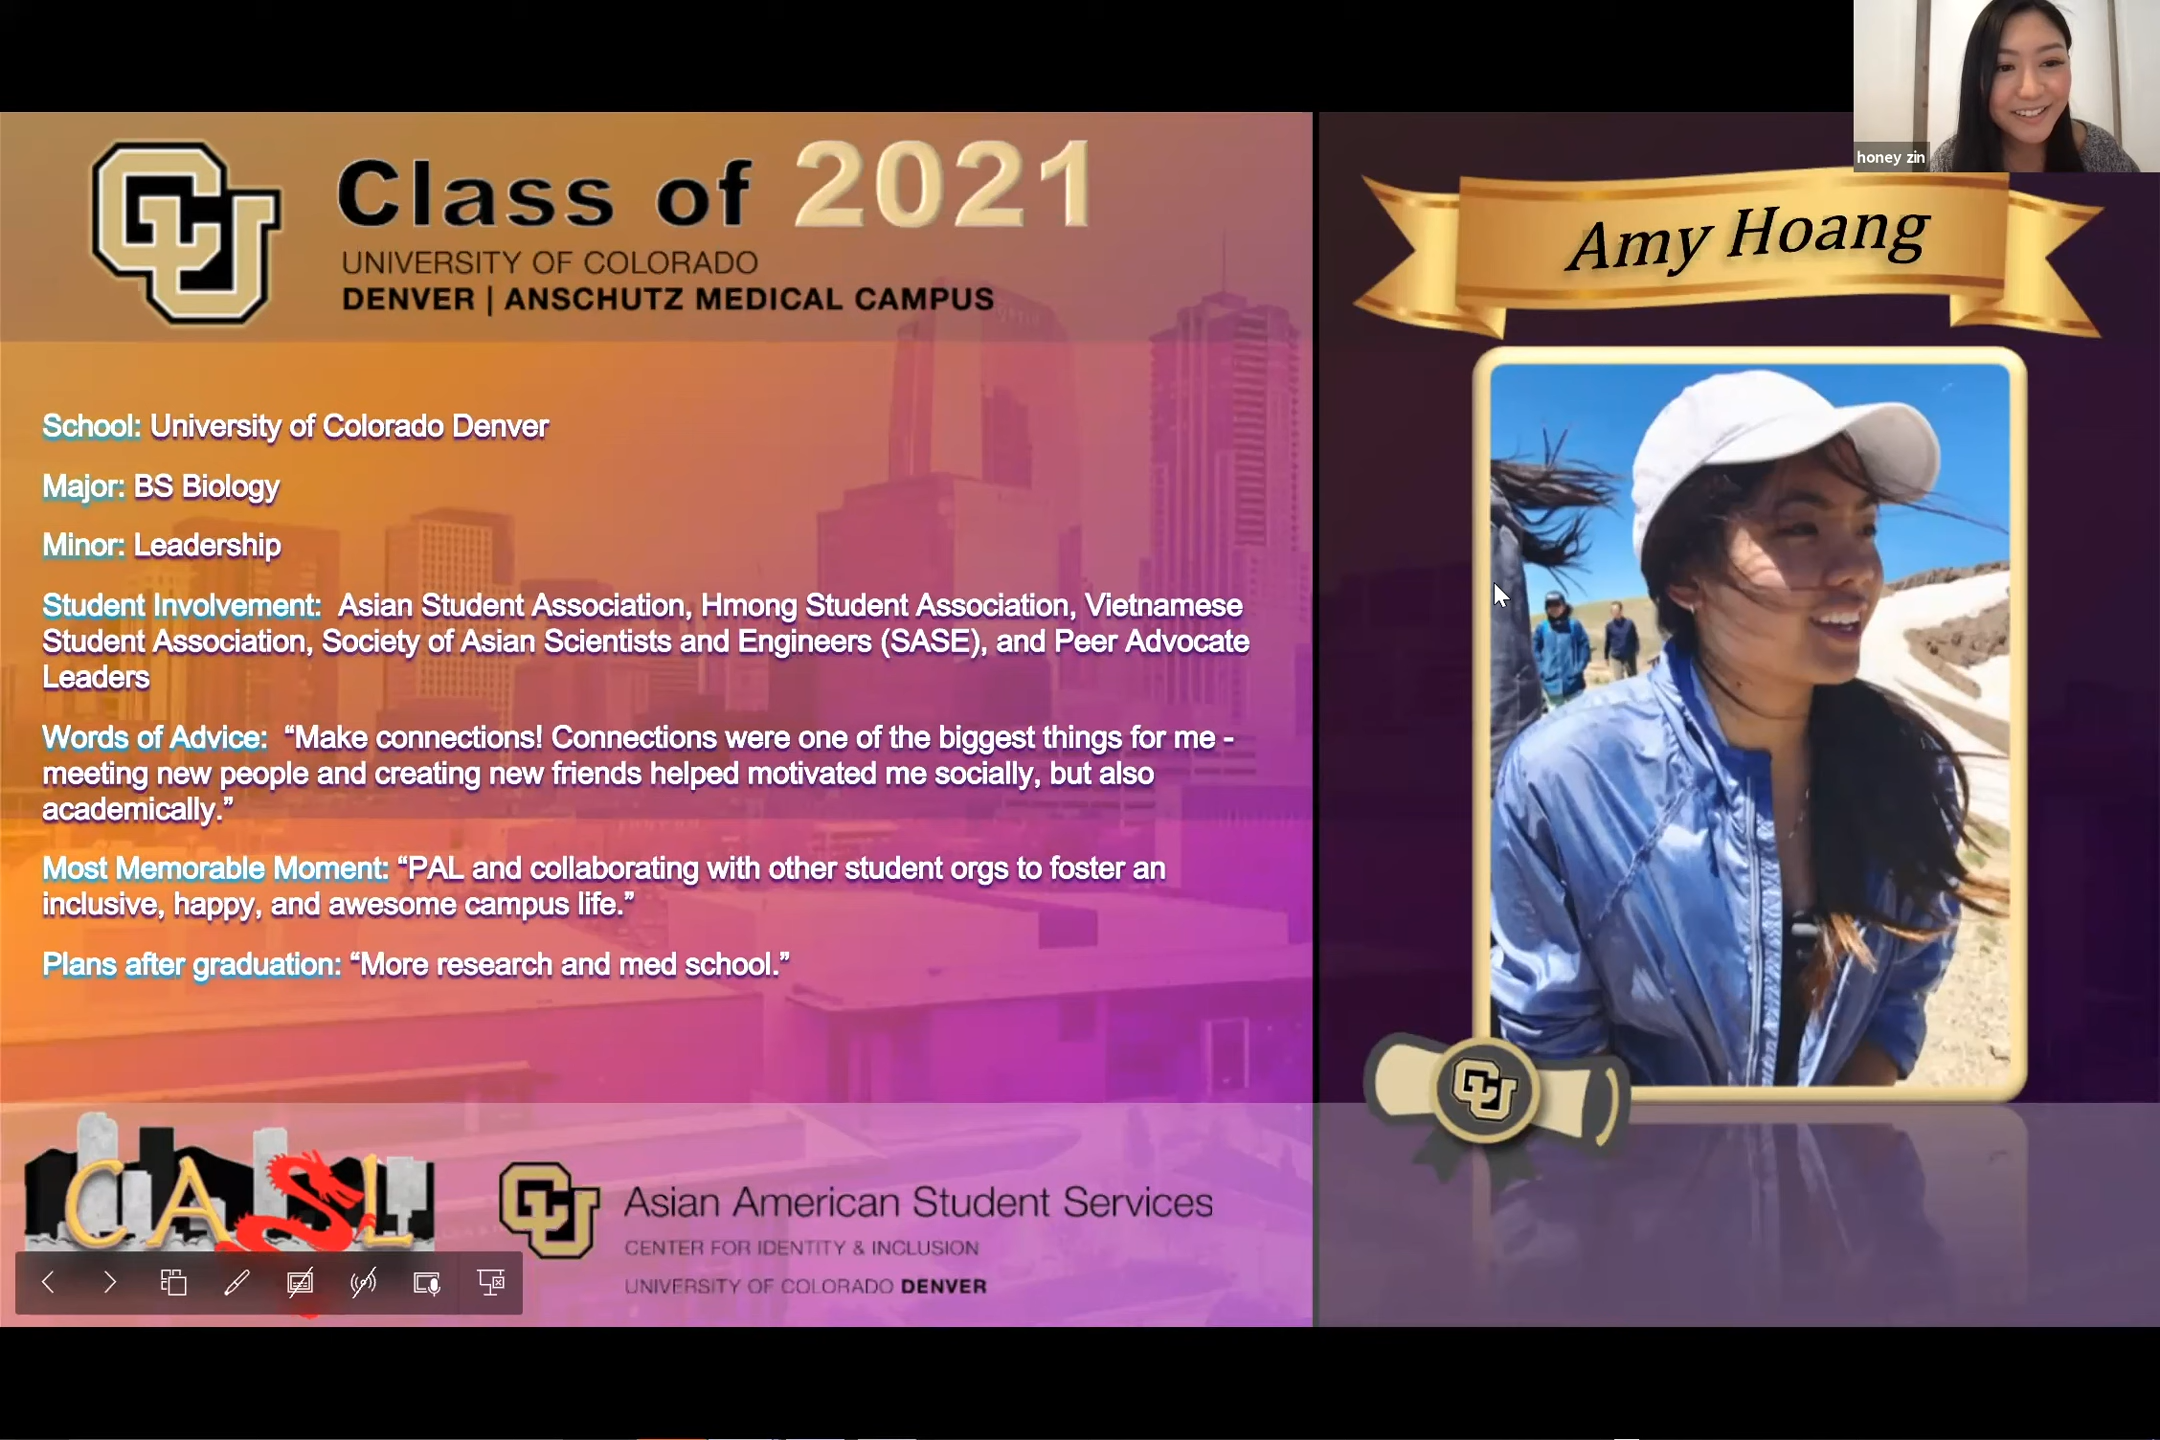 honey zin
CU
Class of 2021
UNIVERSITY OF COLORADO
DENVER | ANSCHUTZ MEDICAL CAMPUS
Amy Hoang
School: University of Colorado Denver
Major: BS Biology
Minor: Leadership
Student Involvement: Asian Student Association, Hmong Student Association, Vietnamese
Student Association, Society of Asian Scientists and Engineers (SASE), and Peer Advocate
Leaders
Words of Advice: “Make connections! Connections were one of the biggest things for me -
meeting new people and creating new friends helped motivated me socially, but also
academically.”
Most Memorable Moment: “PAL and collaborating with other student orgs to foster an
inclusive, happy, and awesome campus life.”
Plans after graduation: “More research and med school.”
CU
CASL
CU
Asian American Student Services
CENTER FOR IDENTITY & INCLUSION
UNIVERSITY OF COLORADO DENVER